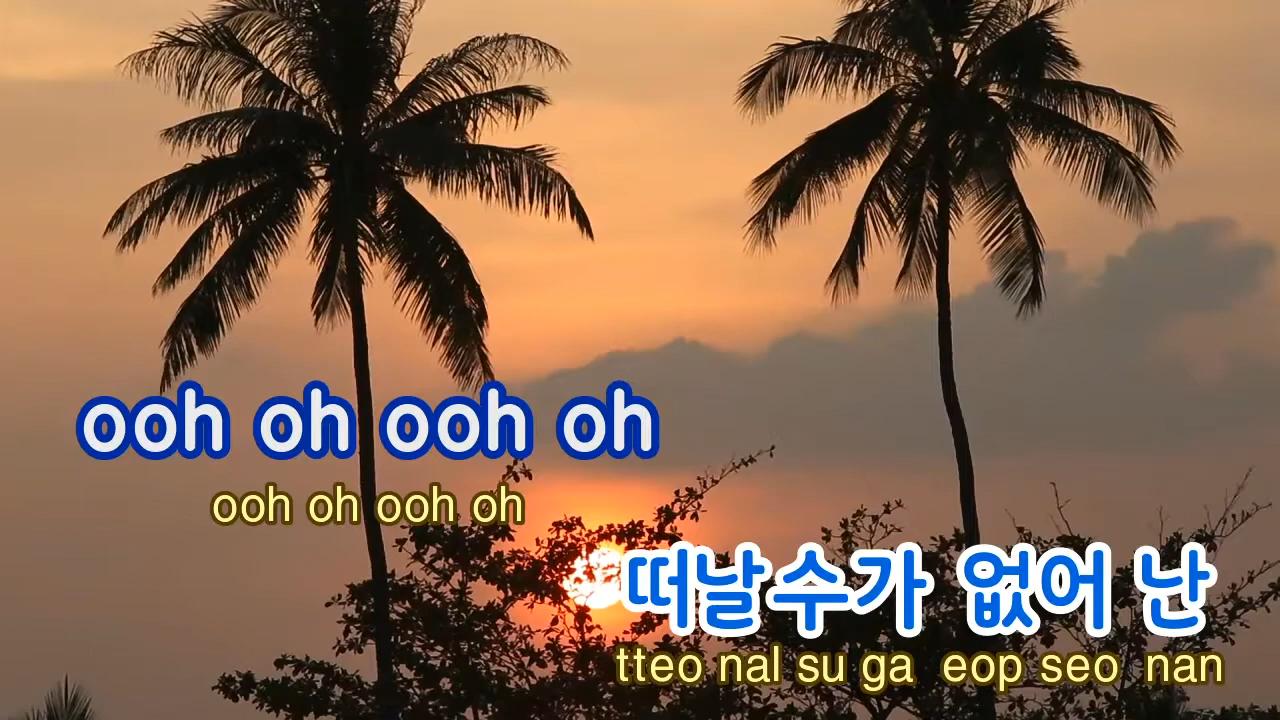 ooh oh ooh oh
ooh oh ooh oh
떠날수가 없어 난
tteo nal su ga eop seo nan